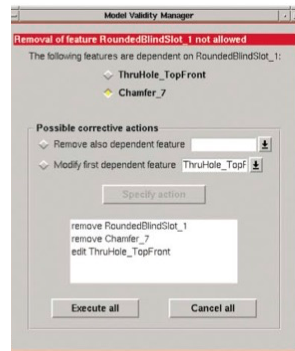 Model Validity Manager
Removal of feature RoundedBlindSlot_1 not allowed
The following features are dependent on RoundedBlindSlot_1:
ThruHole_TopFront
Chamfer_7
Possible corrective actions
Remove also dependent feature
Modify first dependent feature ThruHole_TopF
Specify action
remove RoundedBlindSlot_1
remove Chamfer_7
edit ThruHole_TopFront
Execute all Cancel all